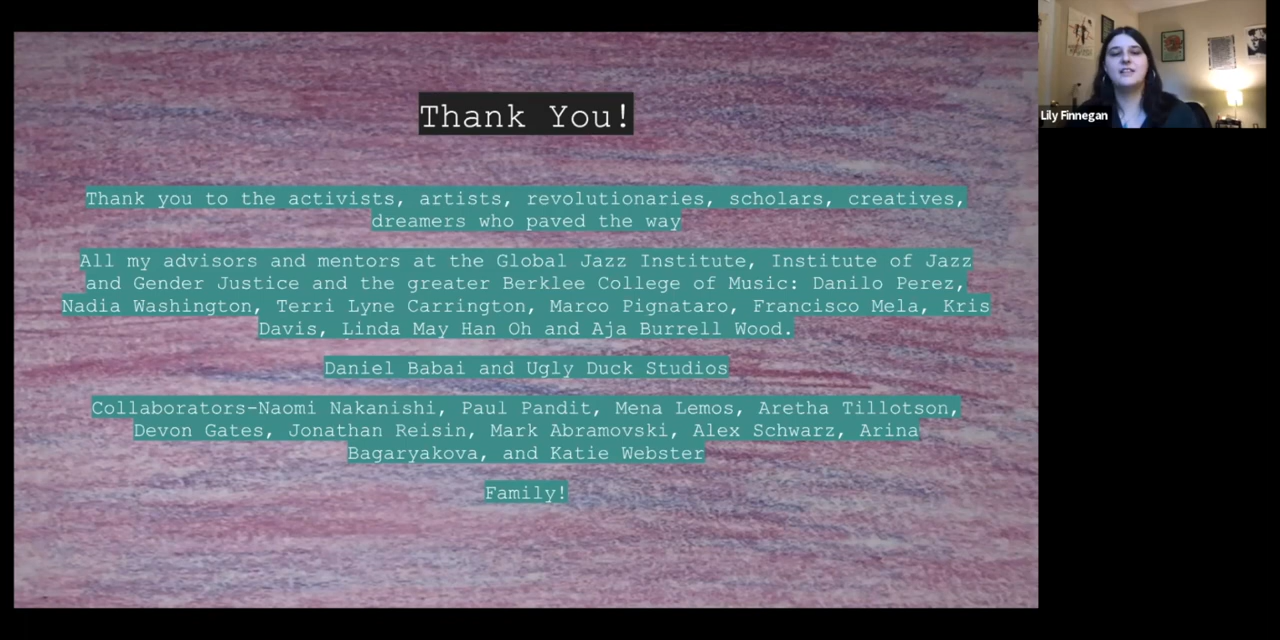 Thank You!
Thank you to the activists, artists, revolutionaries, scholars, creatives,
dreamers who paved the way
All my advisors and mentors at the Global Jazz Institute, Institute of Jazz
and Gender Justice and the greater Berklee College of Music: Danilo Perez,
Nadia Washington, Terri Lyne Carrington, Marco Pignataro, Francisco Mela, Kris
Davis, Linda May Han Oh and Aja Burrell Wood.
Daniel Babai and Ugly Duck Studios
Collaborators-Naomi Nakanishi, Paul Pandit, Mena Lemos, Aretha Tillotson,
Devon Gates, Jonathan Reisin, Mark Abramovski, Alex Schwarz, Arina
Bagaryakova, and Katie Webster
Family!
Lily Finnegan